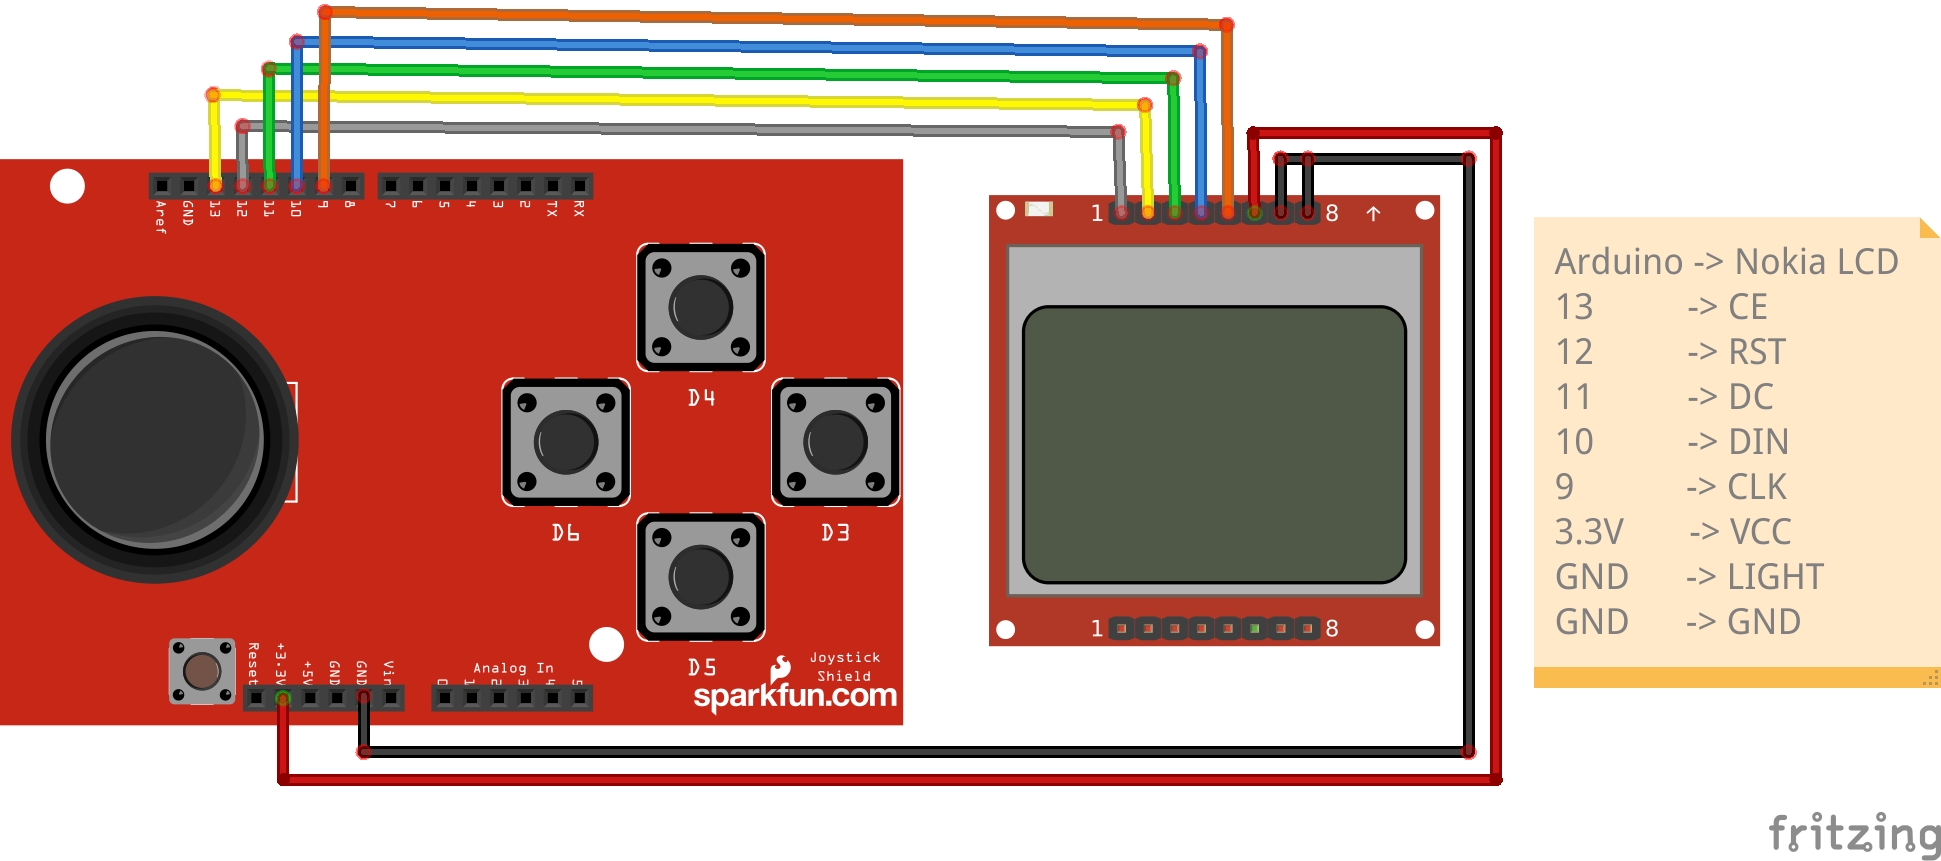 Aref
GND
13
12
11
10
9
8
7
6
5
4
3
2
TX
RX
1
8
↑
D4
D6
D3
D5
Joystick
Shield
sparkfun.com
Reset
+3.3V
+5V
GND
GND
Vin
Analog In
0
1
2
3
4
5
1
8
Arduino -> Nokia LCD
13 -> CE
12 -> RST
11 -> DC
10 -> DIN
9 -> CLK
3.3V -> VCC
GND -> LIGHT
GND -> GND
fritzing